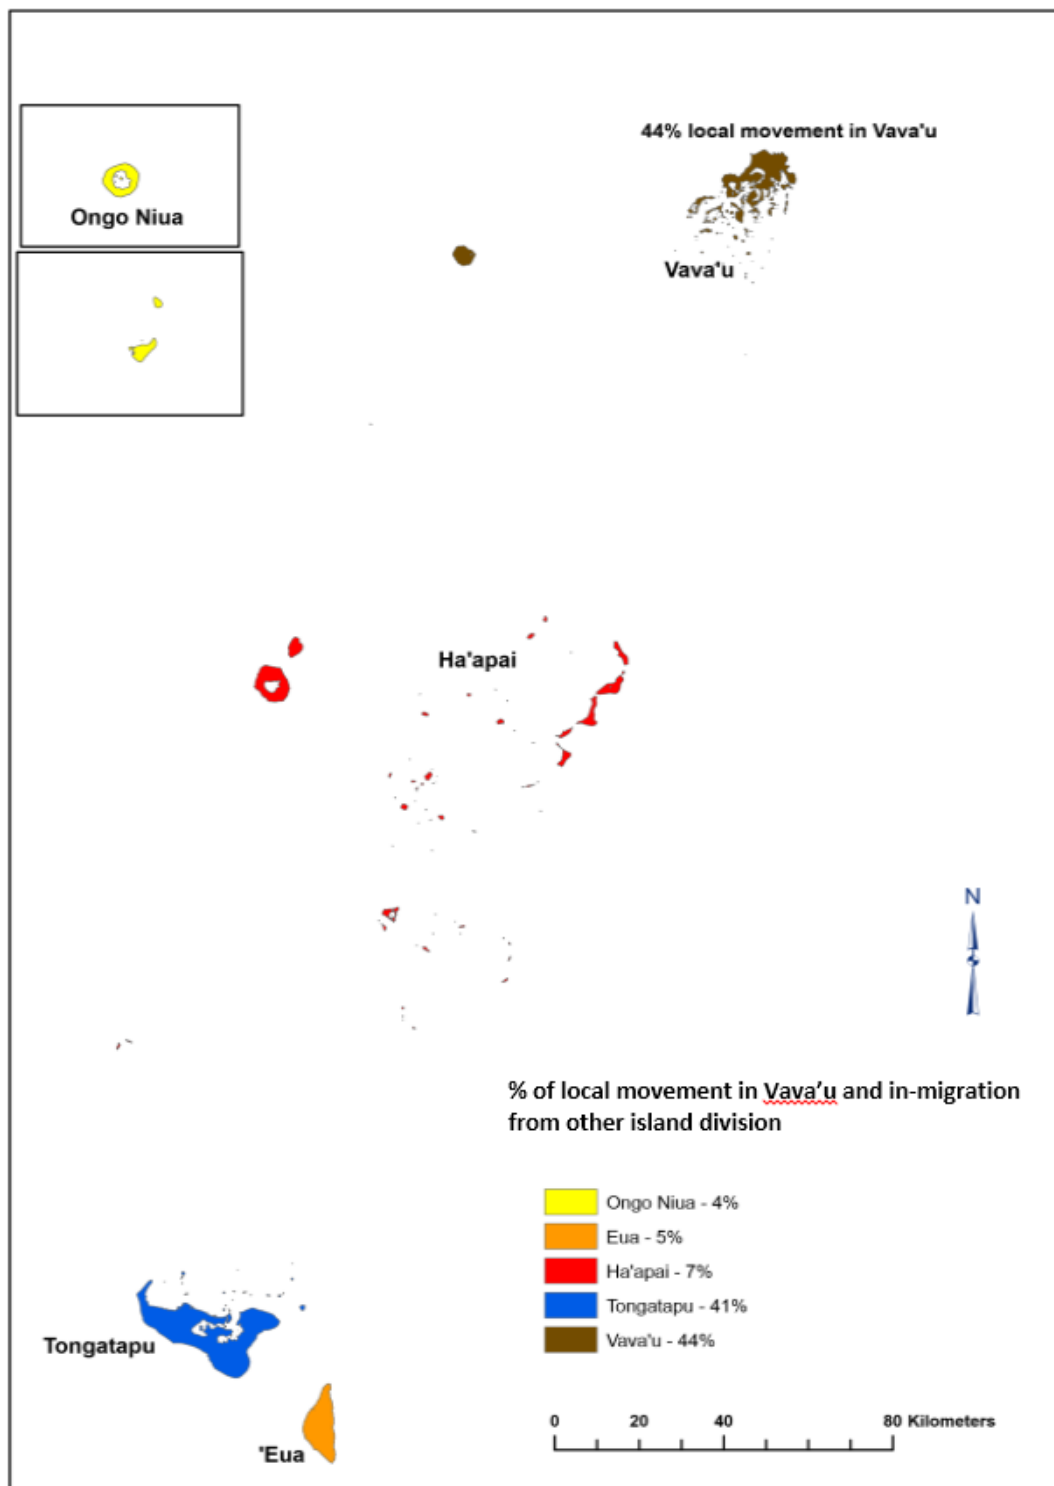 44% local movement in Vava'u
Ongo Niua
Vava'u
Ha'apai
N
% of local movement in Vava’u and in-migration
from other island division
Ongo Niua - 4%
Eua - 5%
Ha'apai - 7%
Tongatapu - 41%
Vava'u - 44%
Tongatapu
'Eua
0 20 40 80 Kilometers